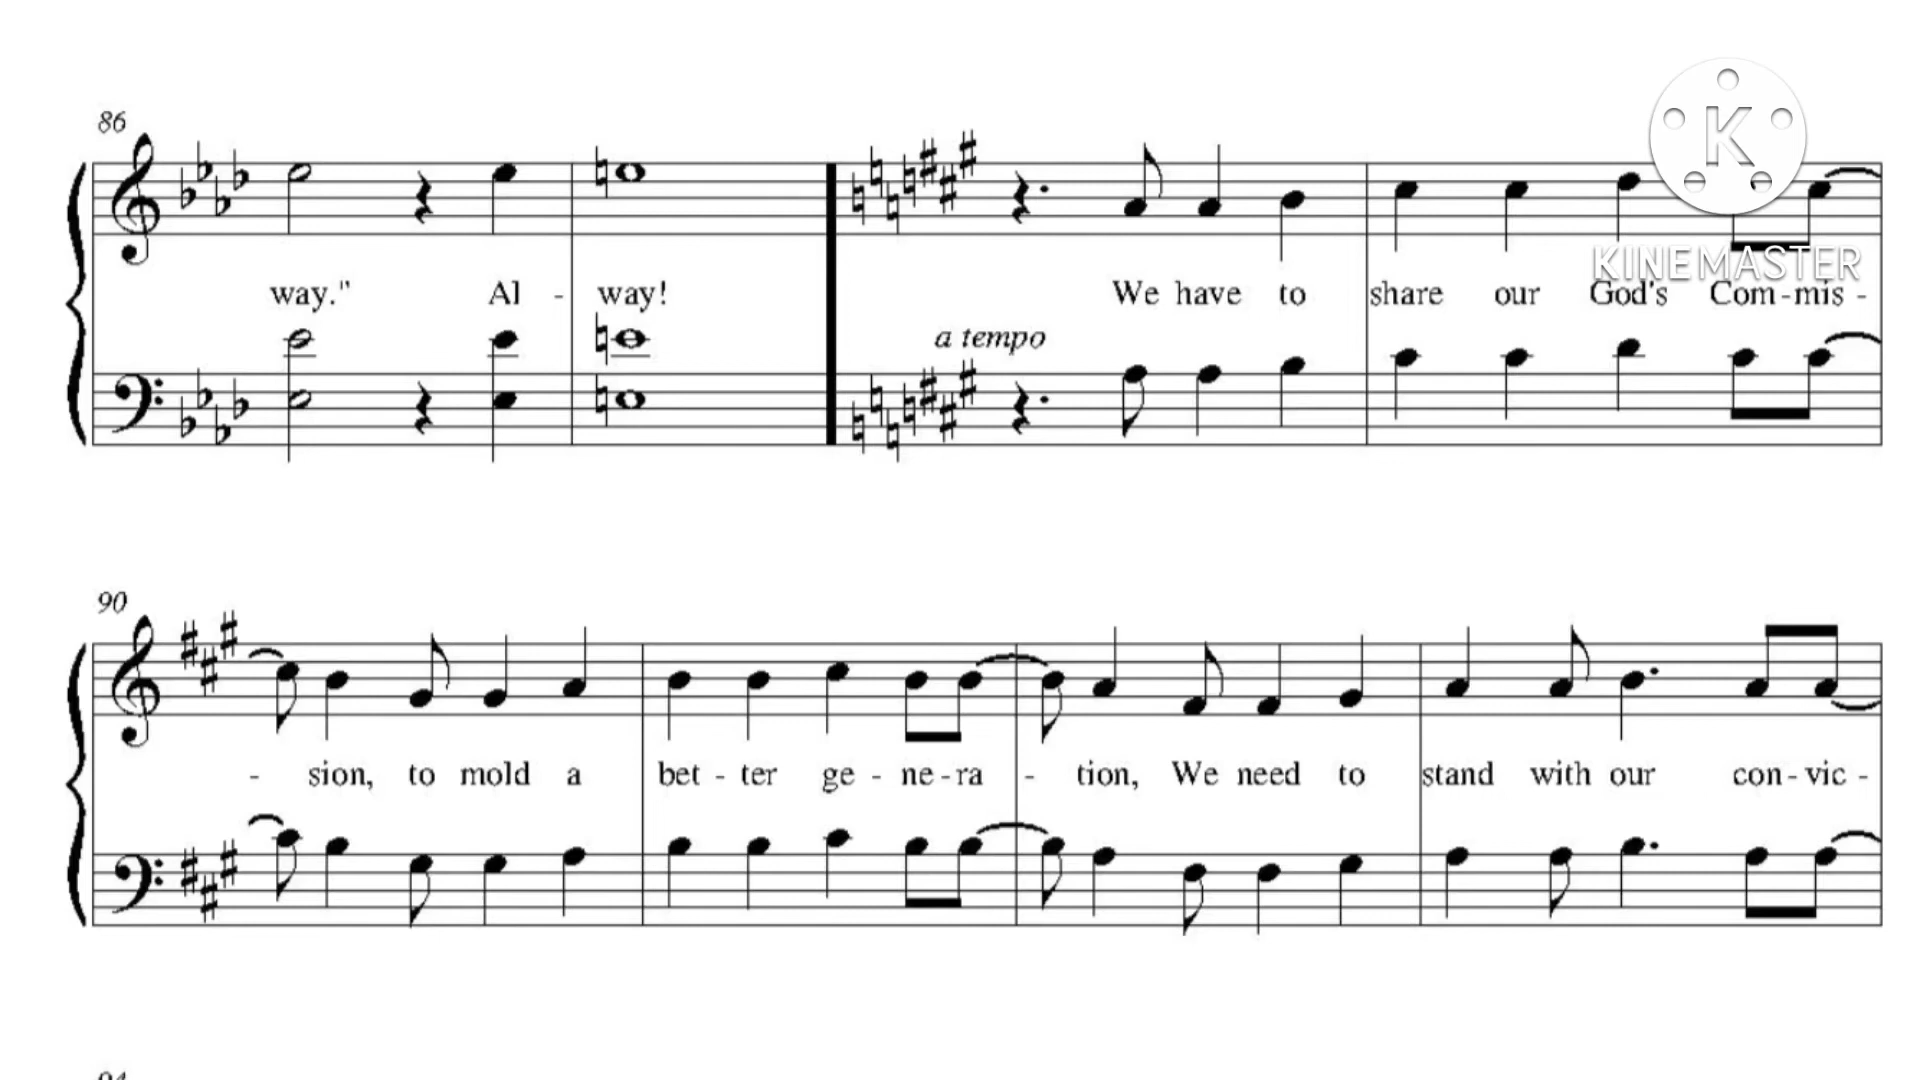 86
K
KINEMASTER
way." Al - way! We have to share our God's Com - mis -
a tempo
90
- sion, to mold a bet - ter ge - ne - ra - tion, We need to stand with our con - vic -